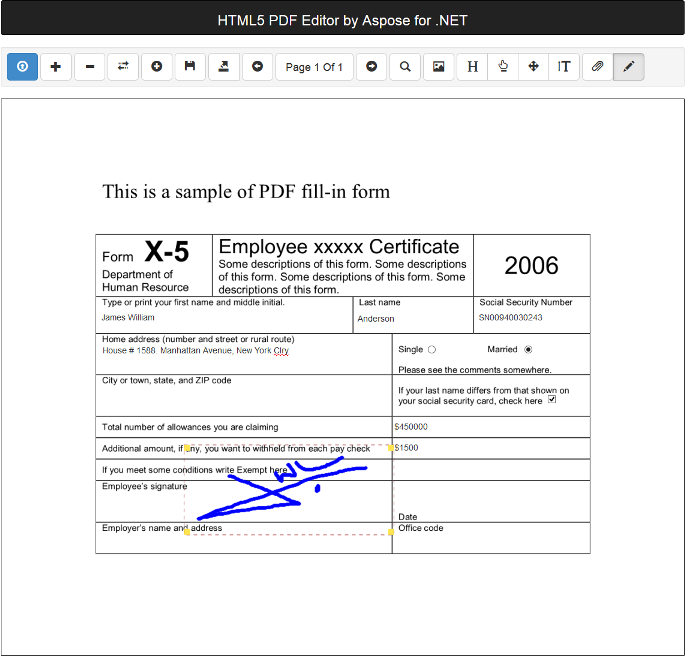 HTML5 PDF Editor by Aspose for .NET
Page 1 Of 1
H
IT
This is a sample of PDF fill-in form
Form X-5
Department of
Human Resource
Employee xxxxx Certificate
Some descriptions of this form. Some descriptions
of this form. Some descriptions of this form. Some
descriptions of this form.
2006
Type or print your first name and middle initial.
James William
Last name
Anderson
Social Security Number
SN00940030243
Home address (number and street or rural route)
House # 1588, Manhattan Avenue, New York CIry
Single
Married
Please see the comments somewhere.
City or town, state, and ZIP code
If your last name differs from that shown on
your social security card, check here
Total number of allowances you are claiming
$450000
Additional amount, if any, you want to withheld from each pay check
$1500
If you meet some conditions write Exempt here
Employee's signature
Date
Employer's name and address
Office code